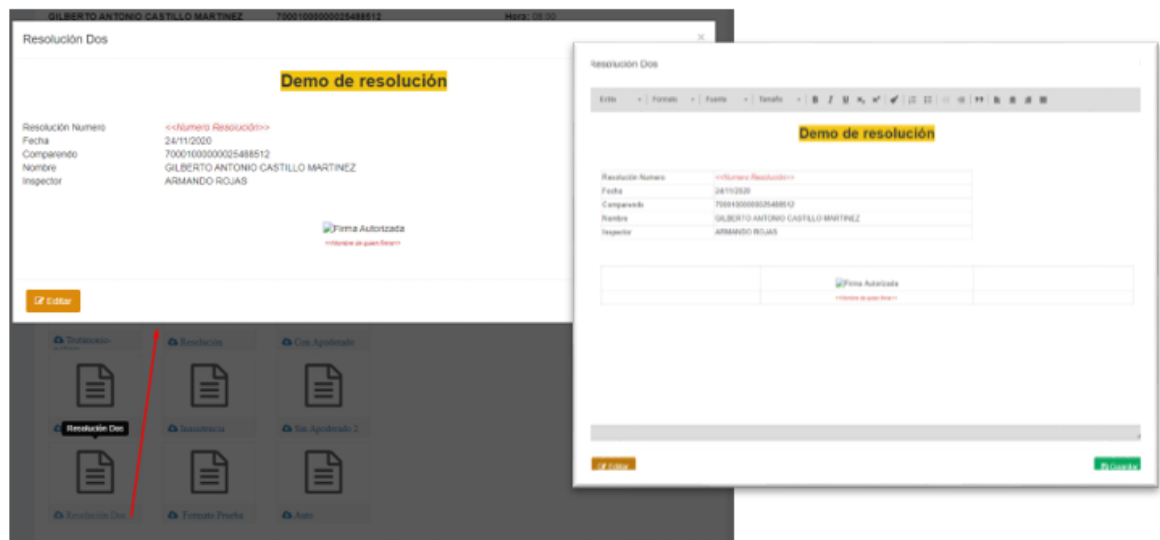 GILBERTO ANTONIO CASTILLO MARTINEZ 70001000000025488512 Hora: 08:00
Resolución Dos ×
Demo de resolución
Resolución Numero <<Numero Resolución>>
Fecha 24/11/2020
Comparendo 70001000000025488512
Nombre GILBERTO ANTONIO CASTILLO MARTINEZ
Inspector ARMANDO ROJAS
Firma Autorizada
<<Nombre de quien firma>>
Editar
Resolución Con Apoderado
Resolución Dos
Inasistencia Sin Apoderado 2
Resolución Dos Formato Prueba Auto
Resolución Dos
Estilo Formato Fuente Tamaño B I U
Demo de resolución
Resolución Numero <<Numero Resolución>>
Fecha 24/11/2020
Comparendo 70001000000025488512
Nombre GILBERTO ANTONIO CASTILLO MARTINEZ
Inspector ARMANDO ROJAS
Firma Autorizada
<<Nombre de quien firma>>
Editar Guardar